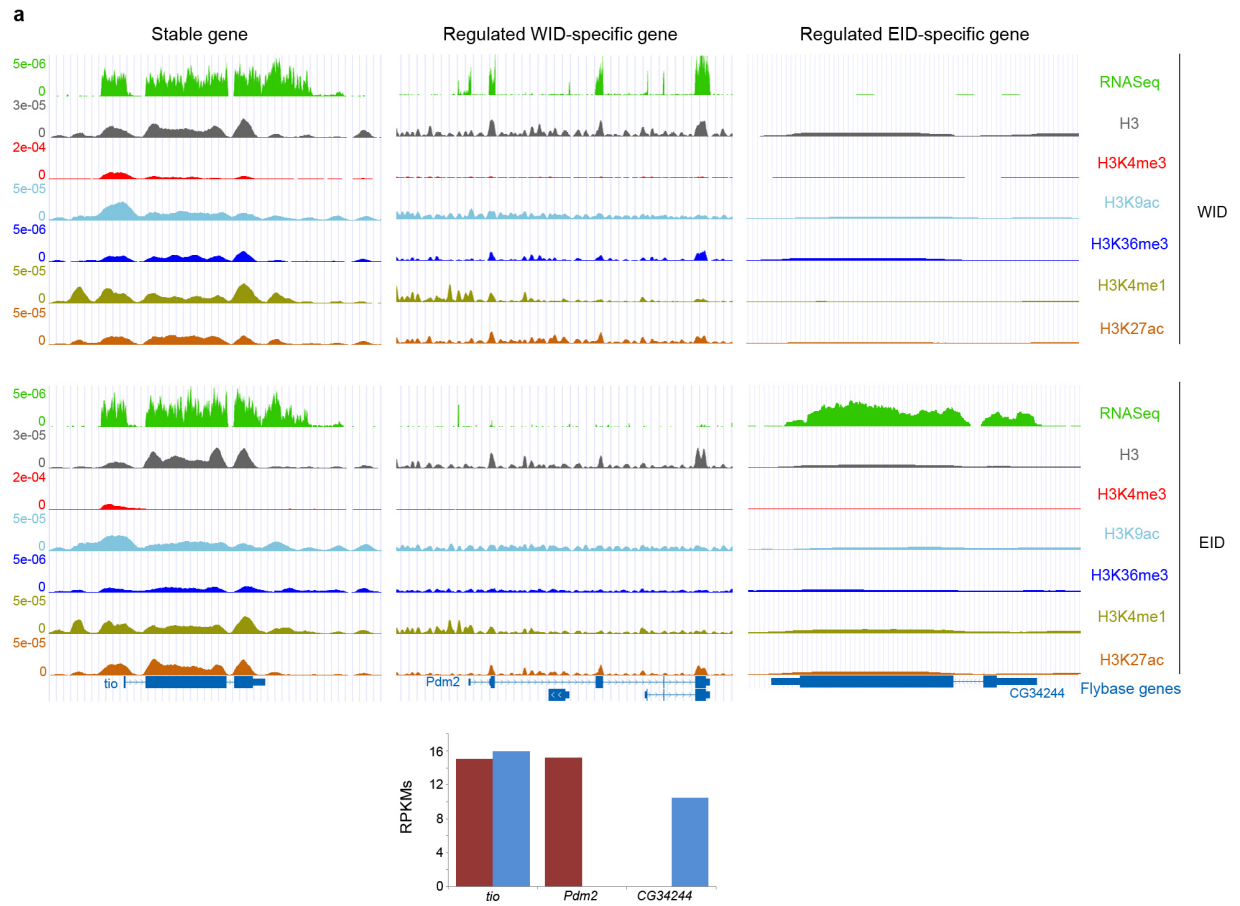 a
Stable gene Regulated WID-specific gene Regulated EID-specific gene
5e-06
0 RNASeq
3e-05
0 H3
2e-04
0 H3K4me3
5e-05
0 H3K9ac
WID
5e-06
0 H3K36me3
5e-05
0 H3K4me1
5e-05
0 H3K27ac
5e-06
0 RNASeq
3e-05
0 H3
2e-04
0 H3K4me3
5e-05
0 H3K9ac
EID
5e-06
0 H3K36me3
5e-05
0 H3K4me1
5e-05
0 H3K27ac
tio Pdm2 CG34244 Flybase genes
RPKMs
16
12
8
4
0
tio Pdm2 CG34244